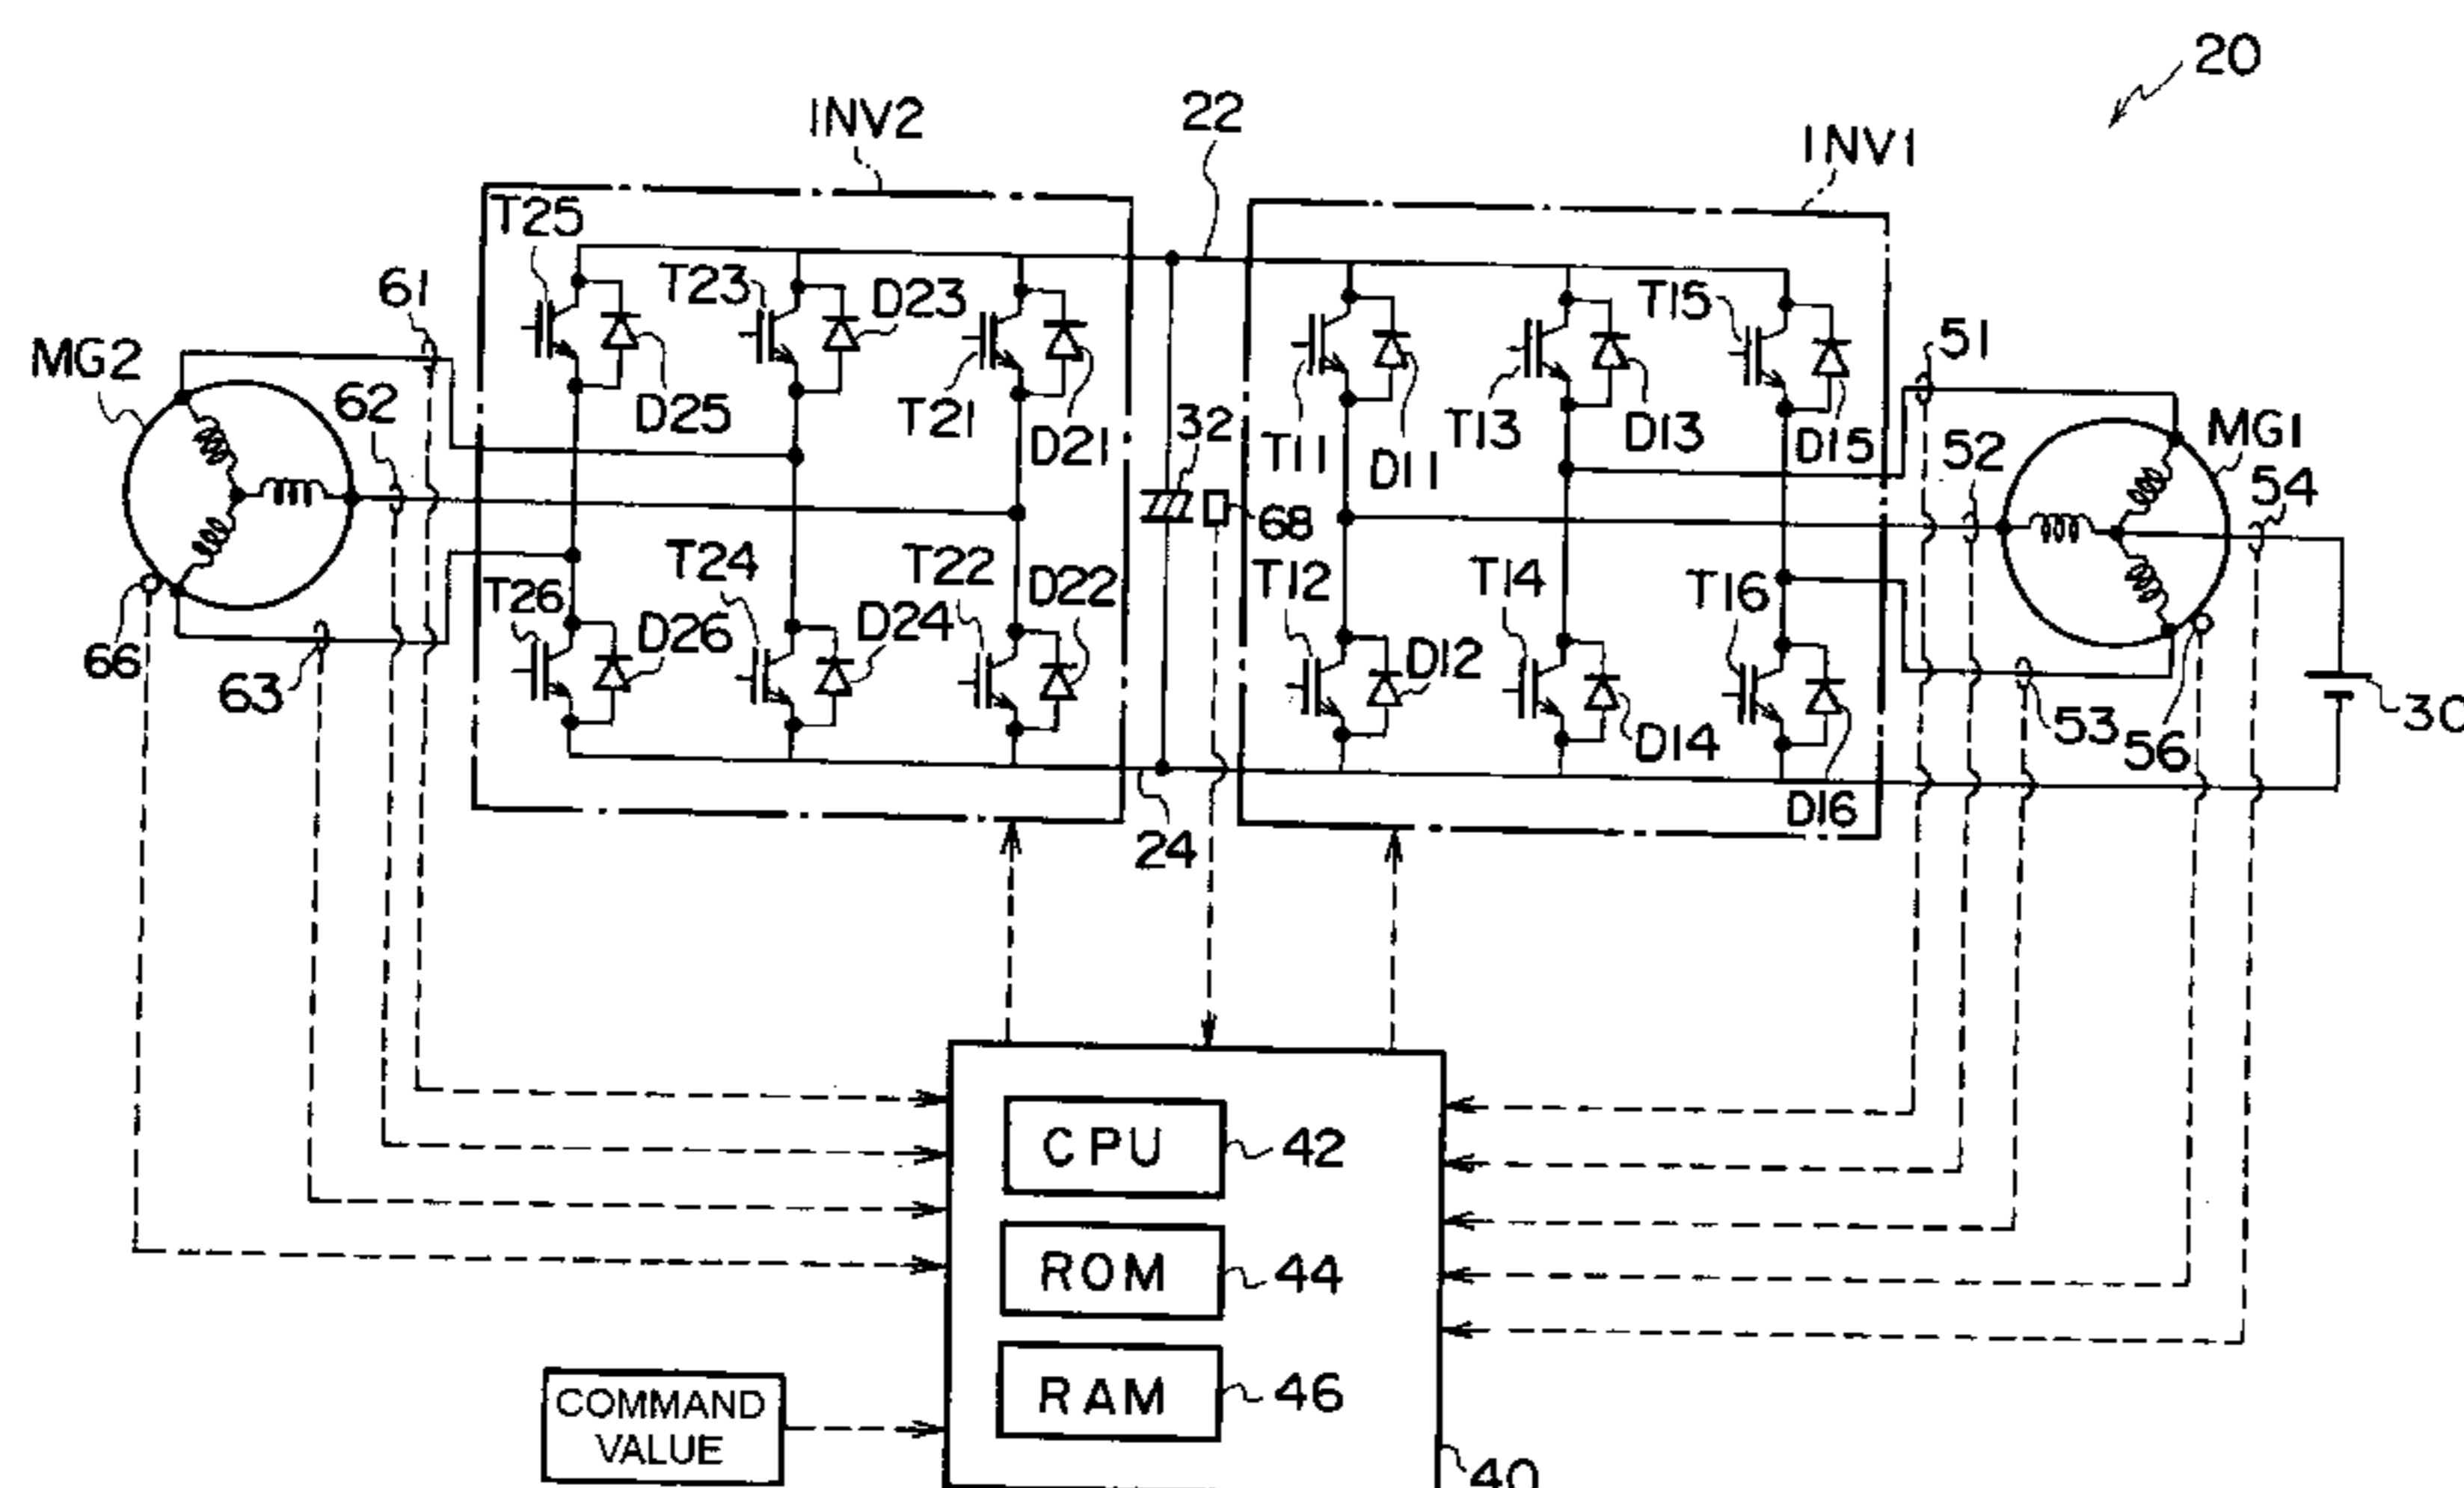 20
INV2
22
INV1
T25
T23
D23
T15
61
51
MG2
62
D25
T21
D21
32
T11
D11
T13
D13
D15
52
MG1
54
68
T26
D26
T24
D24
T22
D22
T12
D12
T14
D14
T16
66
63
53
56
30
24
D16
CPU
42
ROM
44
RAM
46
COMMAND
VALUE
40